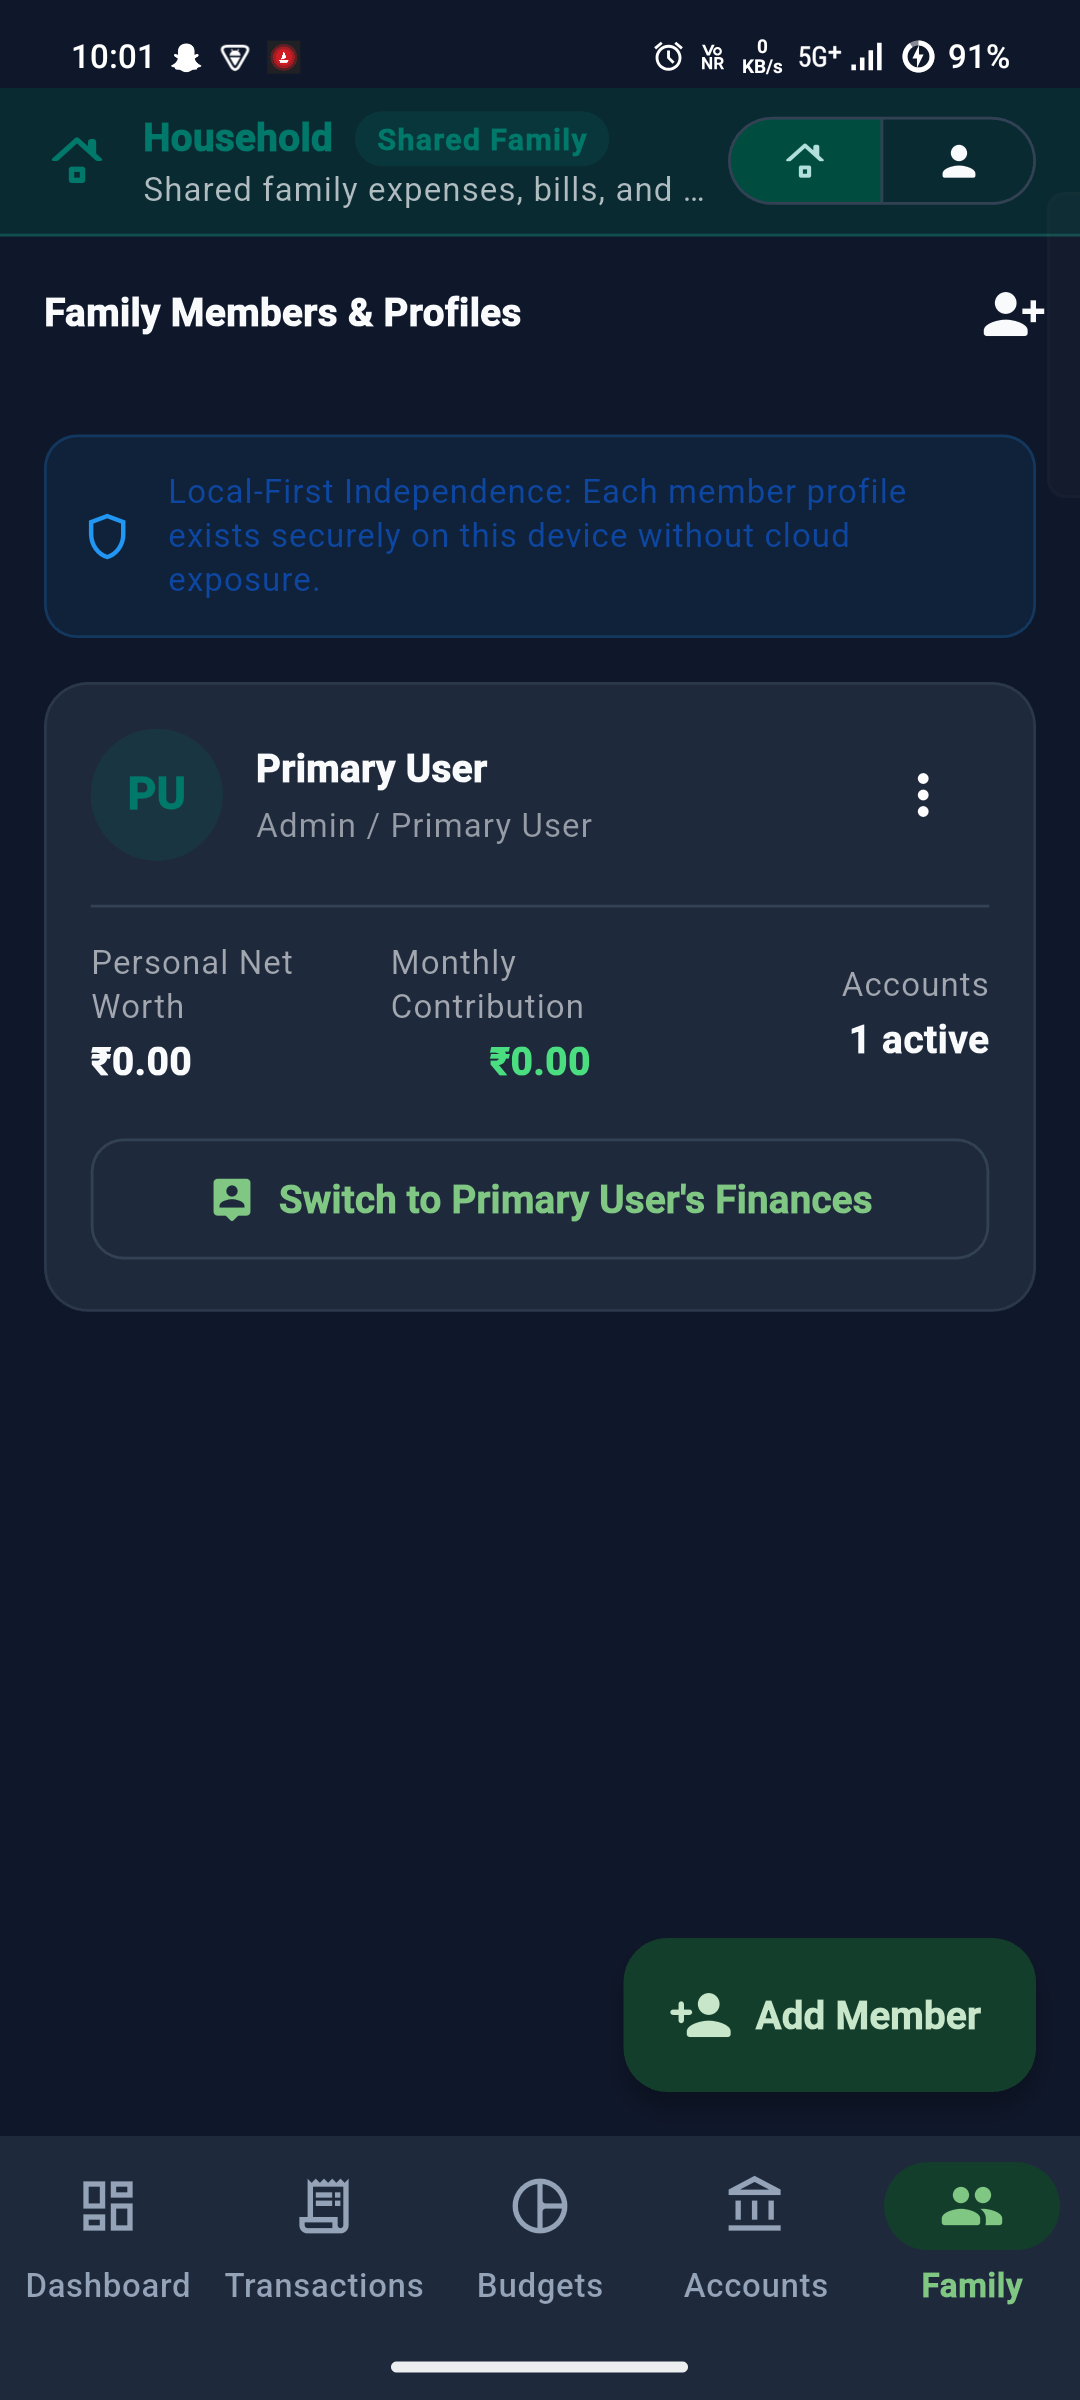 10:01
Vo
NR
0
KB/s
5G+
91%
Household
Shared Family
Shared family expenses, bills, and …
Family Members & Profiles
Local-First Independence: Each member profile
exists securely on this device without cloud
exposure.
PU
Primary User
Admin / Primary User
Personal Net
Worth
₹0.00
Monthly
Contribution
₹0.00
Accounts
1 active
Switch to Primary User's Finances
Add Member
Dashboard
Transactions
Budgets
Accounts
Family